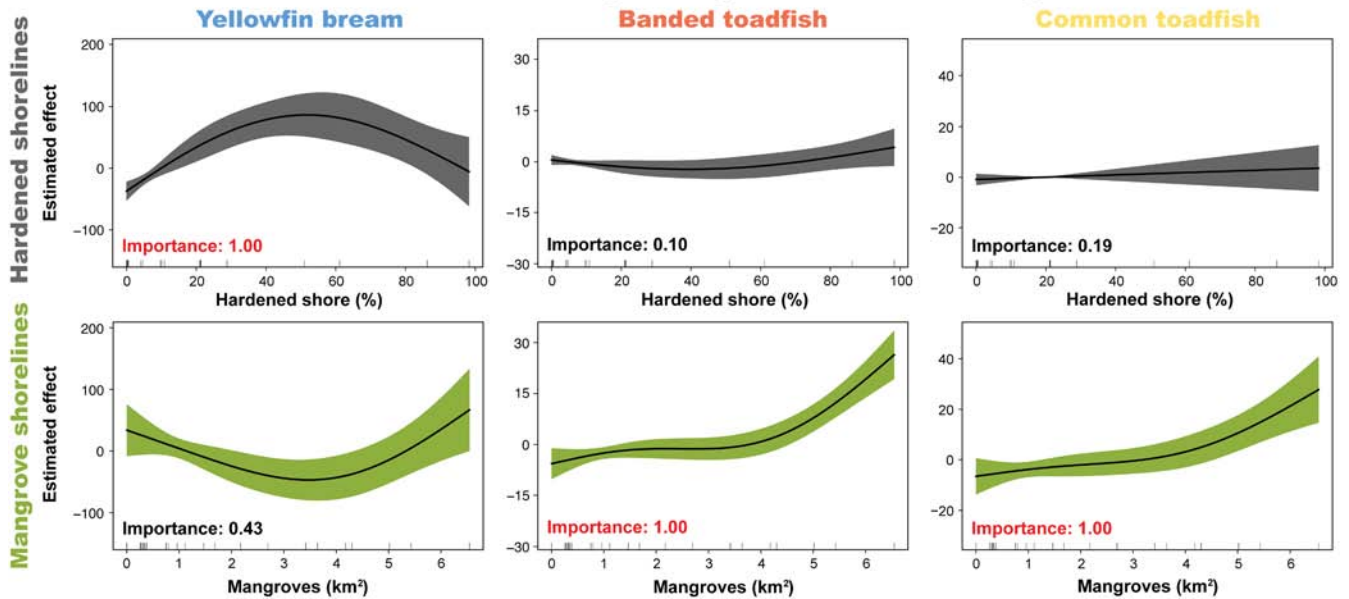 Yellowfin bream
Banded toadfish
Common toadfish
Hardened shorelines
Estimated effect
200
100
0
−100
Importance: 1.00
0 20 40 60 80 100
Hardened shore (%)
30
15
0
−15
−30
Importance: 0.10
0 20 40 60 80 100
Hardened shore (%)
40
20
0
−20
Importance: 0.19
0 20 40 60 80 100
Hardened shore (%)
Mangrove shorelines
Estimated effect
200
100
0
−100
Importance: 0.43
0 1 2 3 4 5 6
Mangroves (km²)
30
15
0
−15
−30
Importance: 1.00
0 1 2 3 4 5 6
Mangroves (km²)
40
20
0
−20
Importance: 1.00
0 1 2 3 4 5 6
Mangroves (km²)